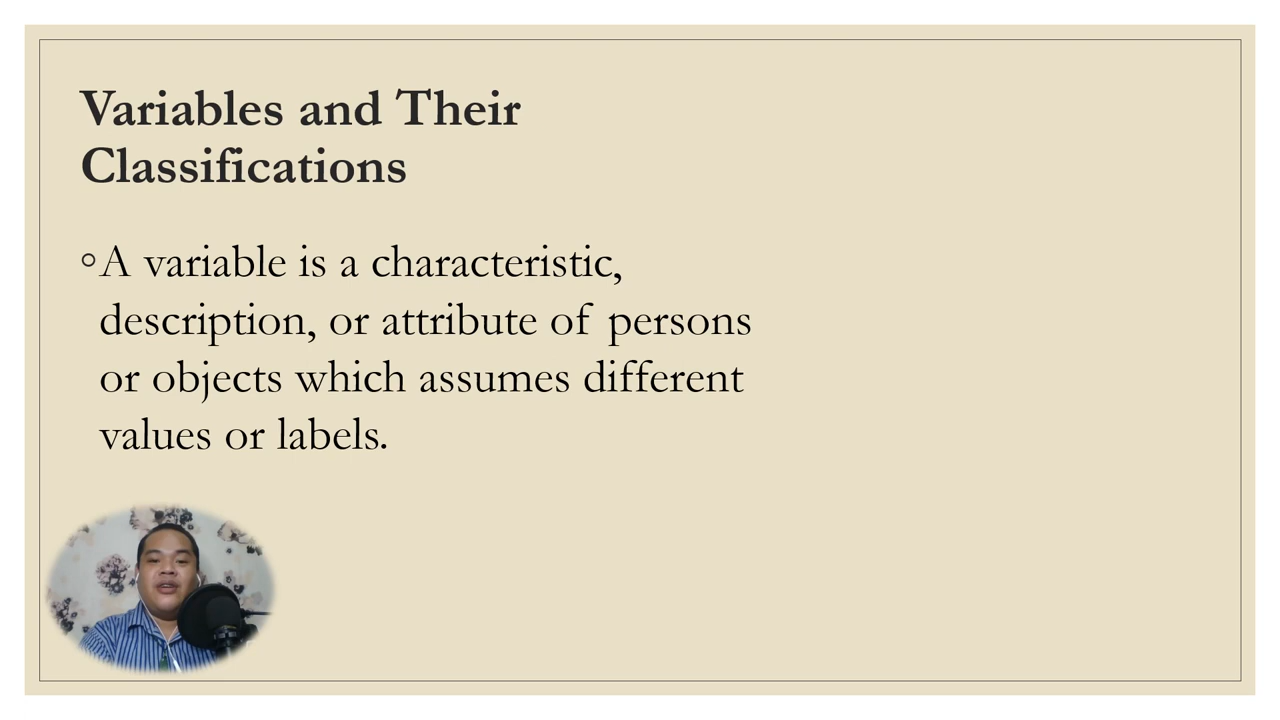 Variables and Their
Classifications
◦A variable is a characteristic,
description, or attribute of persons
or objects which assumes different
values or labels.